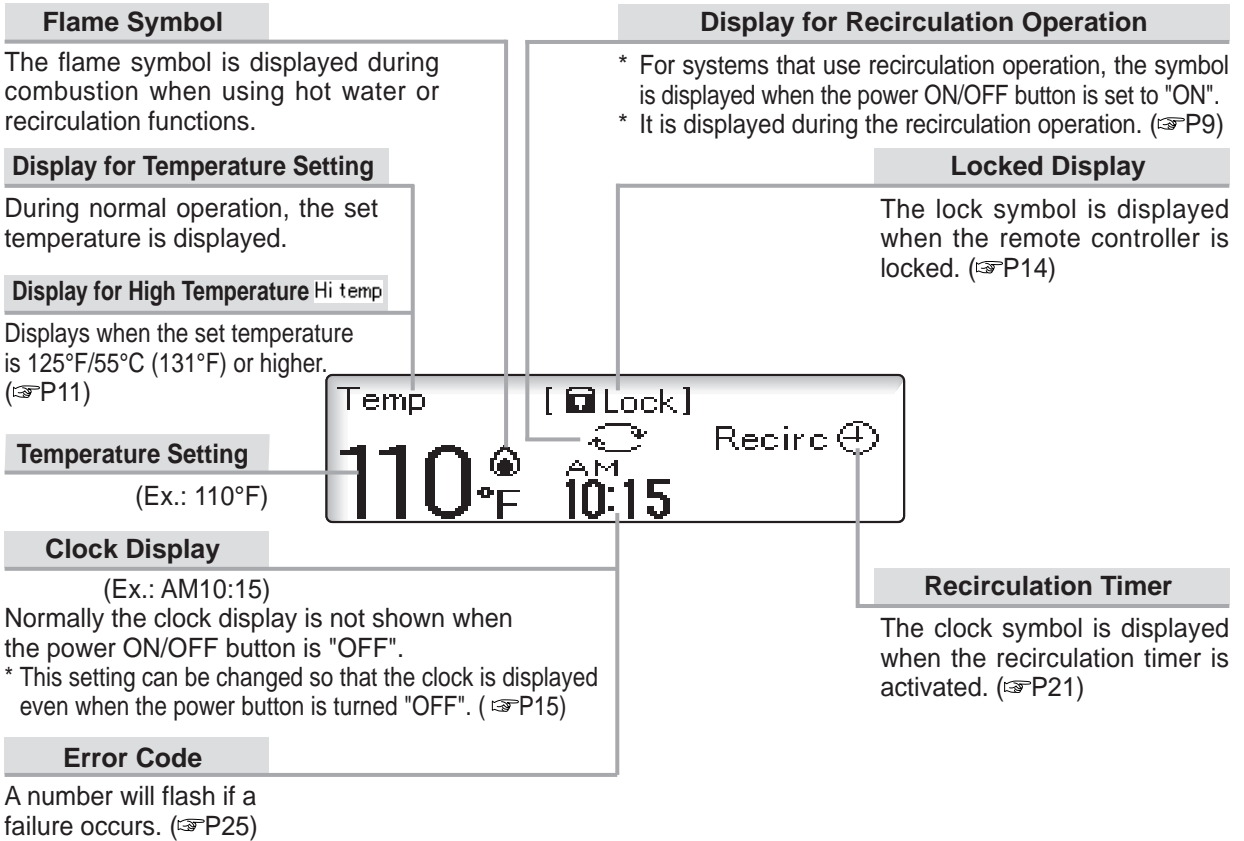 Flame Symbol
The flame symbol is displayed during
combustion when using hot water or
recirculation functions.
Display for Temperature Setting
During normal operation, the set
temperature is displayed.
Display for High Temperature Hi temp
Displays when the set temperature
is 125°F/55°C (131°F) or higher.
(☞P11)
Temperature Setting
(Ex.: 110°F)
Clock Display
(Ex.: AM10:15)
Normally the clock display is not shown when
the power ON/OFF button is "OFF".
* This setting can be changed so that the clock is displayed
even when the power button is turned "OFF". ( ☞P15)
Error Code
A number will flash if a
failure occurs. (☞P25)
Display for Recirculation Operation
* For systems that use recirculation operation, the symbol
is displayed when the power ON/OFF button is set to "ON".
* It is displayed during the recirculation operation. (☞P9)
Locked Display
The lock symbol is displayed
when the remote controller is
locked. (☞P14)
Temp [ Lock]
Recirc
110°F AM
10:15
Recirculation Timer
The clock symbol is displayed
when the recirculation timer is
activated. (☞P21)